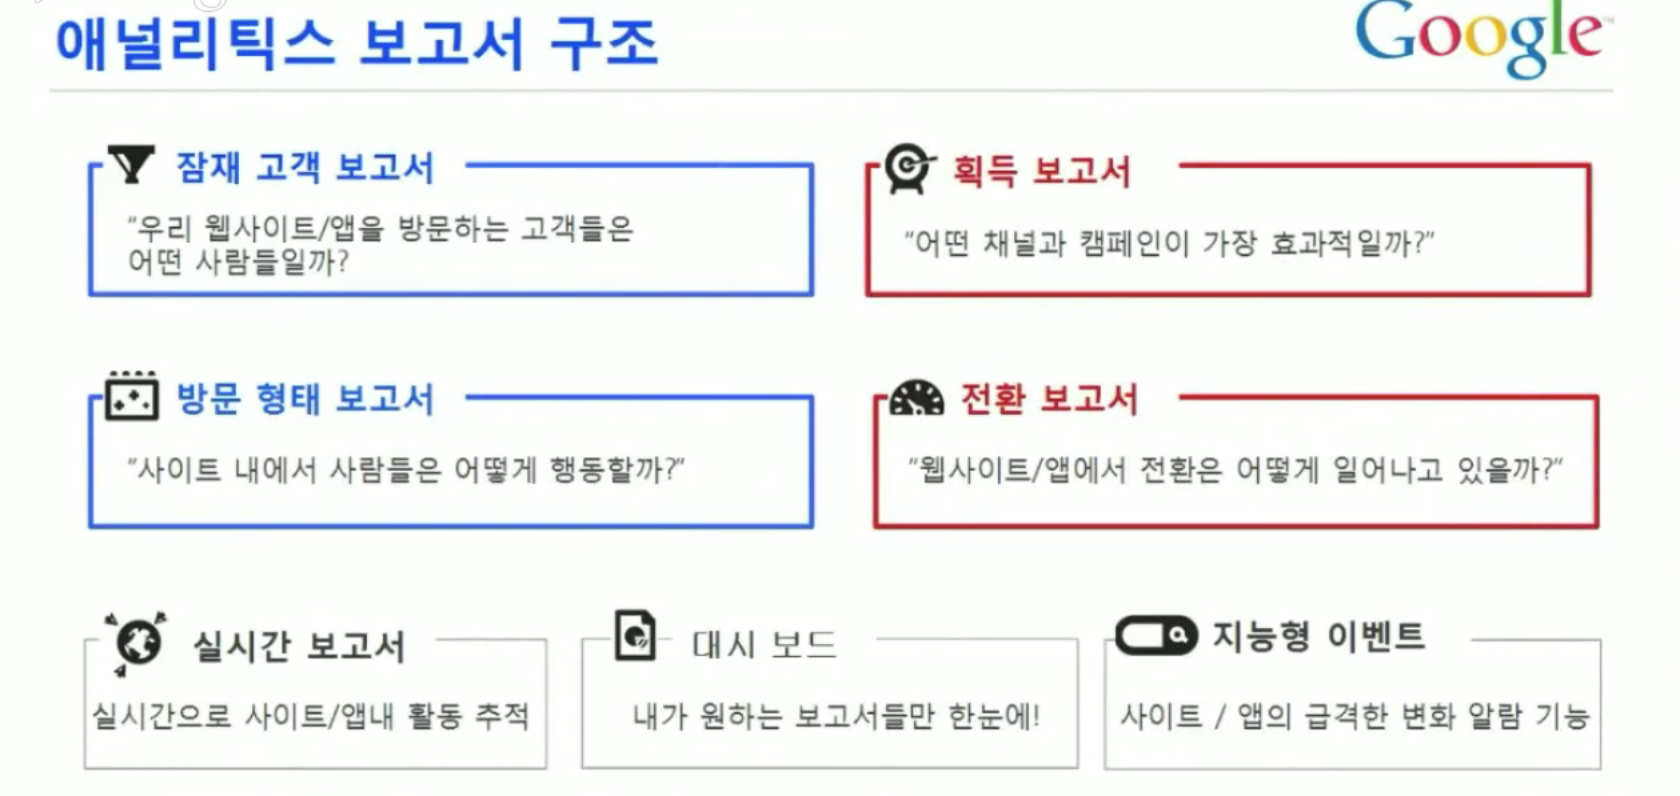 애널리틱스 보고서 구조
Google™
잠재 고객 보고서
"우리 웹사이트/앱을 방문하는 고객들은
어떤 사람들일까?
획득 보고서
"어떤 채널과 캠페인이 가장 효과적일까?"
방문 형태 보고서
"사이트 내에서 사람들은 어떻게 행동할까?"
전환 보고서
"웹사이트/앱에서 전환은 어떻게 일어나고 있을까?"
실시간 보고서
실시간으로 사이트/앱내 활동 추적
대시 보드
내가 원하는 보고서들만 한눈에!
지능형 이벤트
사이트 / 앱의 급격한 변화 알람 기능